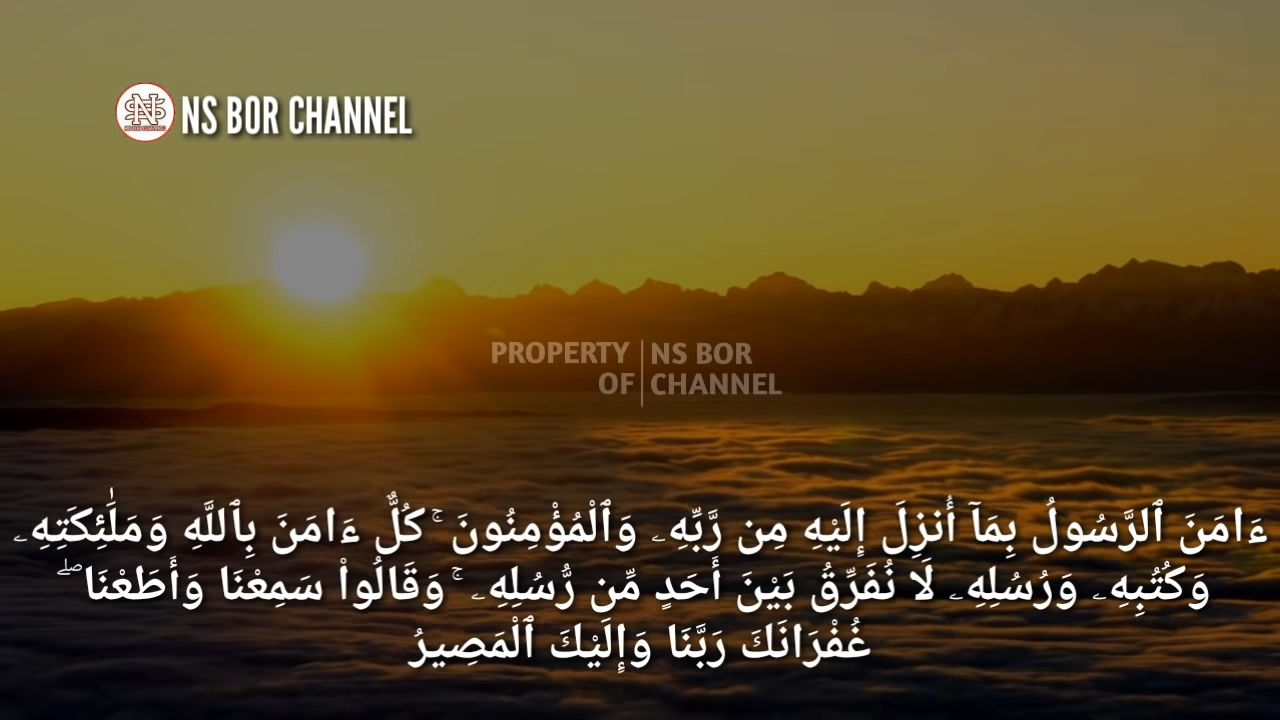 NS BOR CHANNEL
PROPERTY OF | NS BOR CHANNEL
ءَامَنَ ٱلرَّسُولُ بِمَآ أُنزِلَ إِلَيْهِ مِن رَّبِّهِۦ وَٱلْمُؤْمِنُونَ ۚ كُلٌّ ءَامَنَ بِٱللَّهِ وَمَلَٰٓئِكَتِهِۦ
وَكُتُبِهِۦ وَرُسُلِهِۦ لَا نُفَرِّقُ بَيْنَ أَحَدٍ مِّن رُّسُلِهِۦ ۚ وَقَالُوا۟ سَمِعْنَا وَأَطَعْنَا ۖ
غُفْرَانَكَ رَبَّنَا وَإِلَيْكَ ٱلْمَصِيرُ